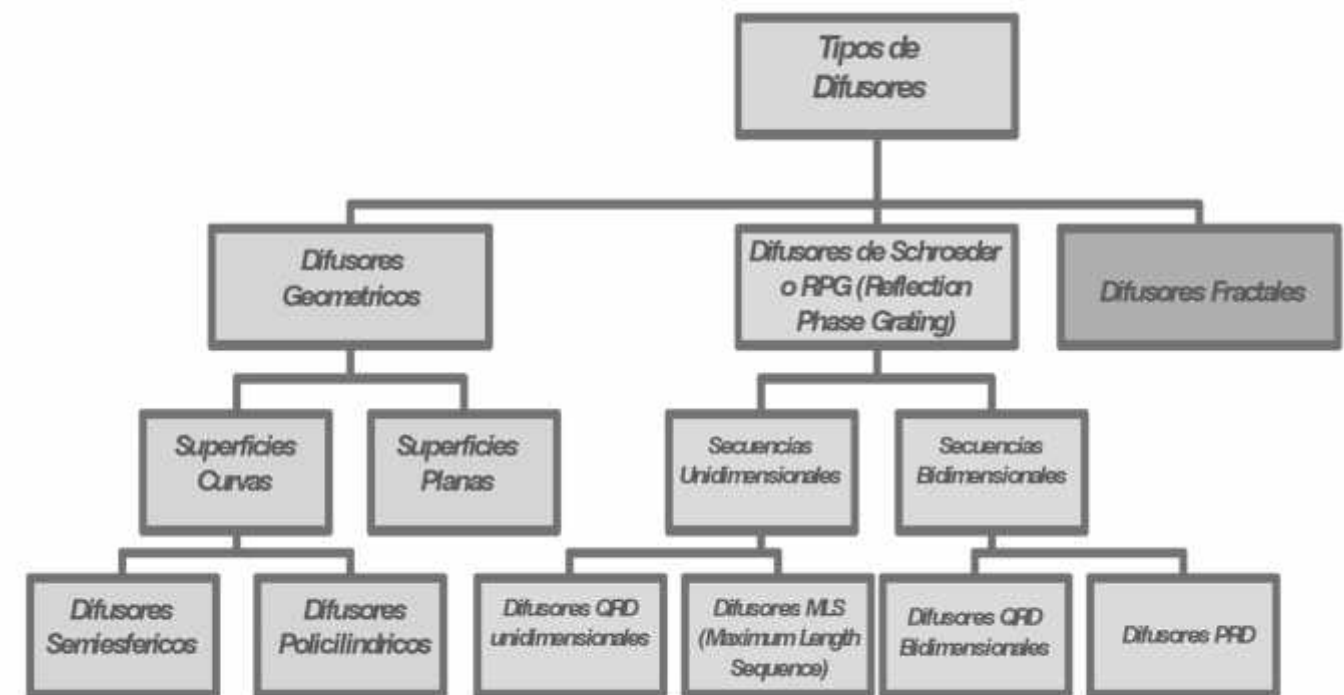 Tipos de
Difusores
Difusores
Geometricos
Difusores de Schroeder
o RPG (Reflection
Phase Grating)
Difusores Fractales
Superficies
Curvas
Superficies
Planas
Secuencias
Unidimensionales
Secuencias
Bidimensionales
Difusores
Semiesfericos
Difusores
Policilindricos
Difusores QRD
unidimensionales
Difusores MLS
(Maximum Length
Sequence)
Difusores QRD
Bidimensionales
Difusores PRD